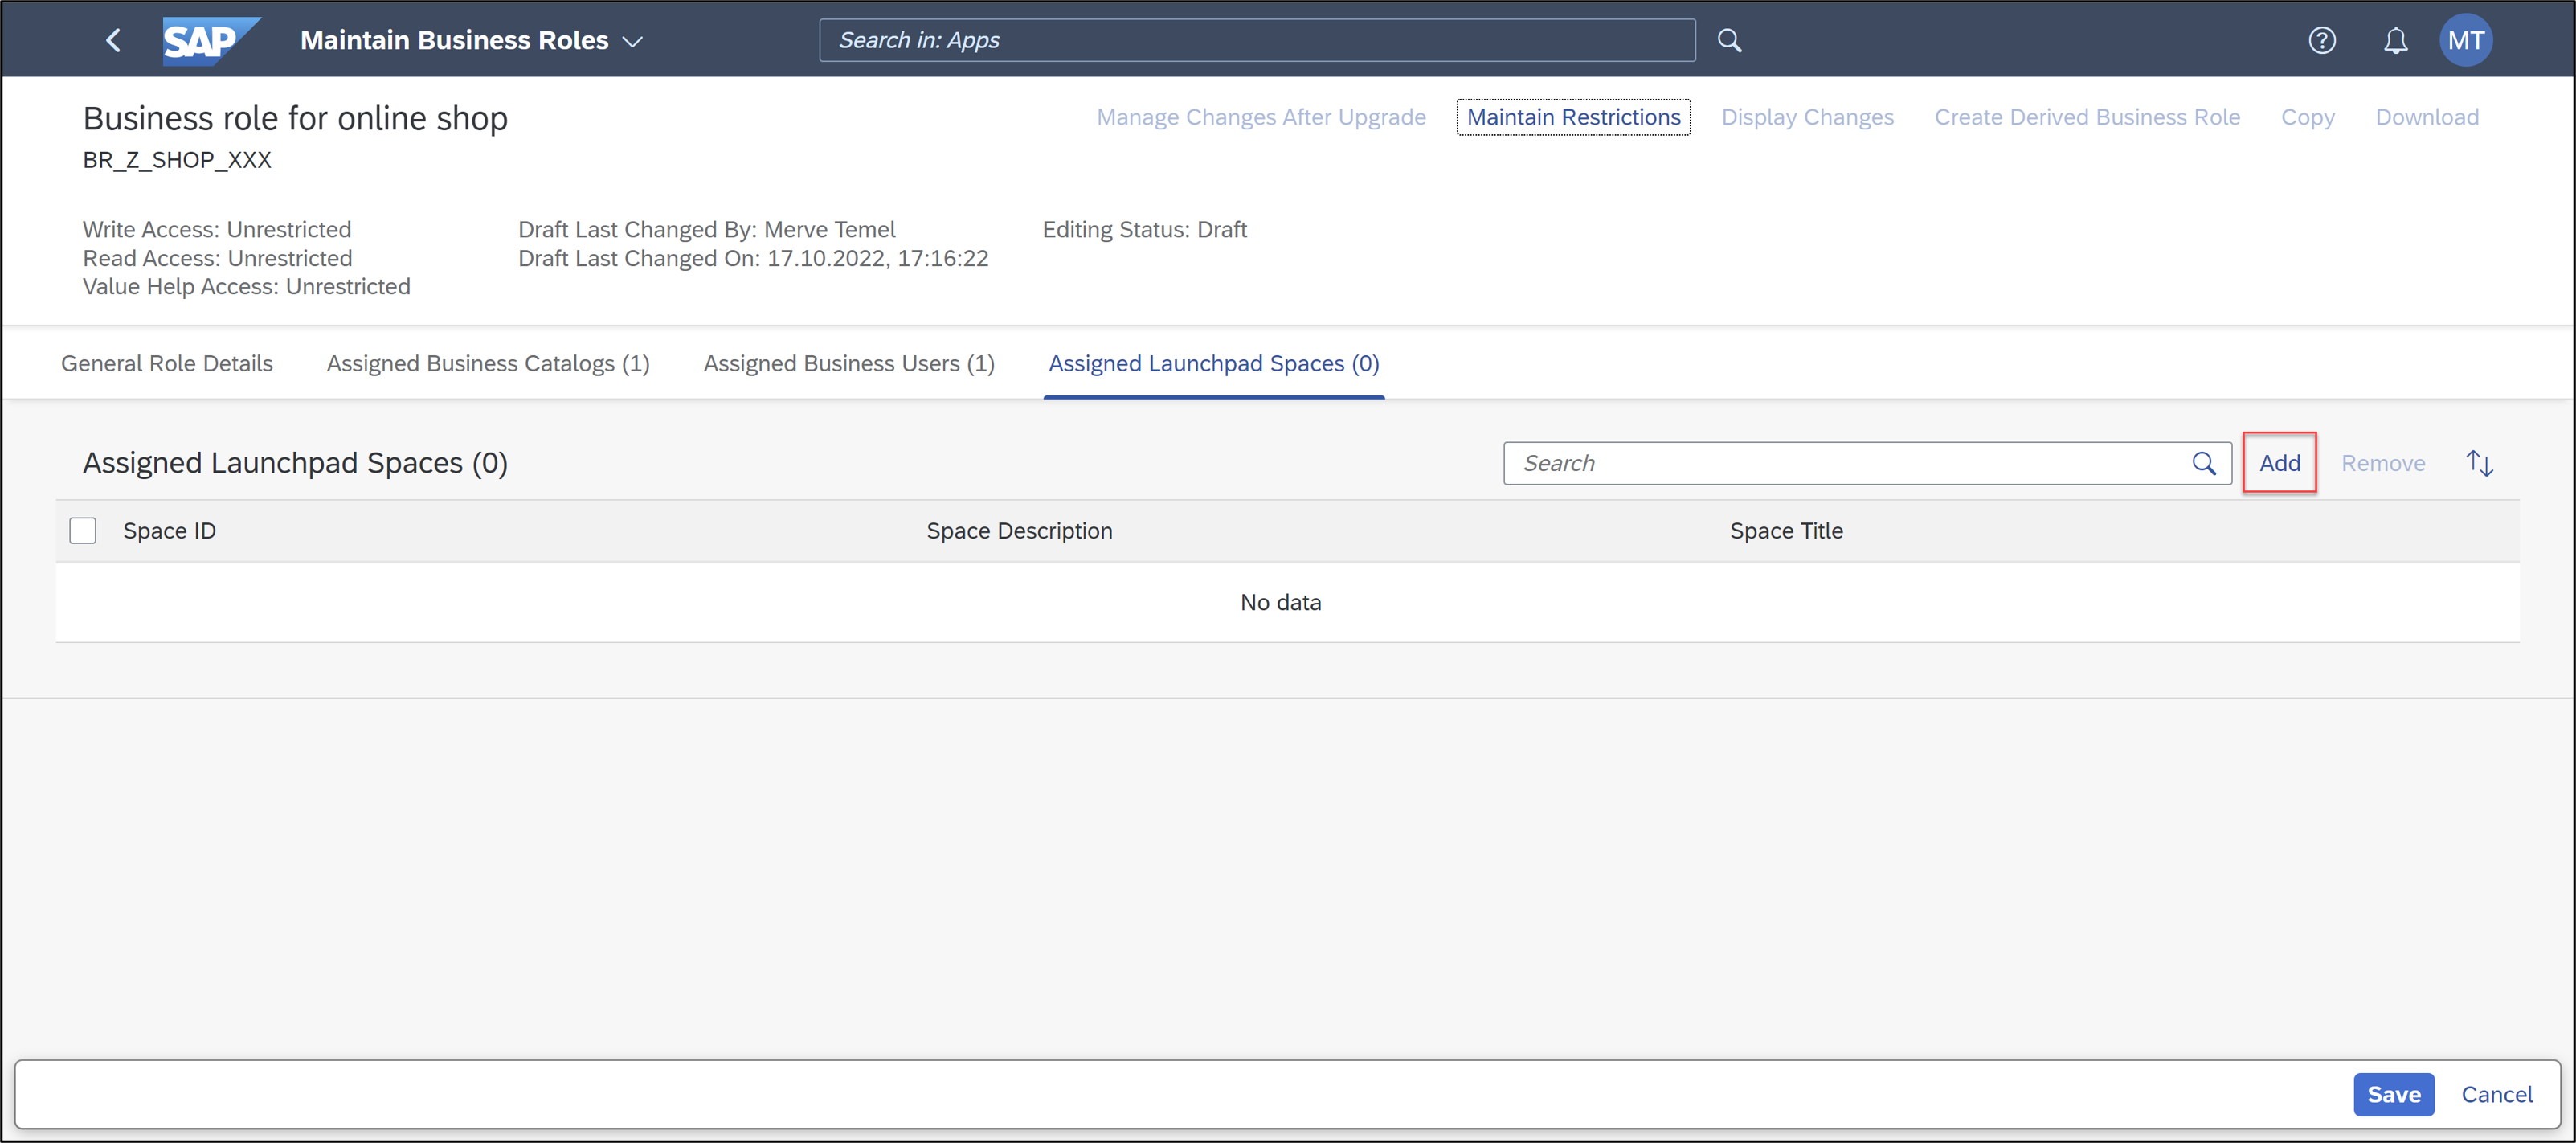 SAP Maintain Business Roles Search in: Apps MT
Business role for online shop Manage Changes After Upgrade Maintain Restrictions Display Changes Create Derived Business Role Copy Download
BR_Z_SHOP_XXX
Write Access: Unrestricted Draft Last Changed By: Merve Temel Editing Status: Draft
Read Access: Unrestricted Draft Last Changed On: 17.10.2022, 17:16:22
Value Help Access: Unrestricted
General Role Details Assigned Business Catalogs (1) Assigned Business Users (1) Assigned Launchpad Spaces (0)
Assigned Launchpad Spaces (0) Search Add Remove
Space ID Space Description Space Title
No data
Save Cancel